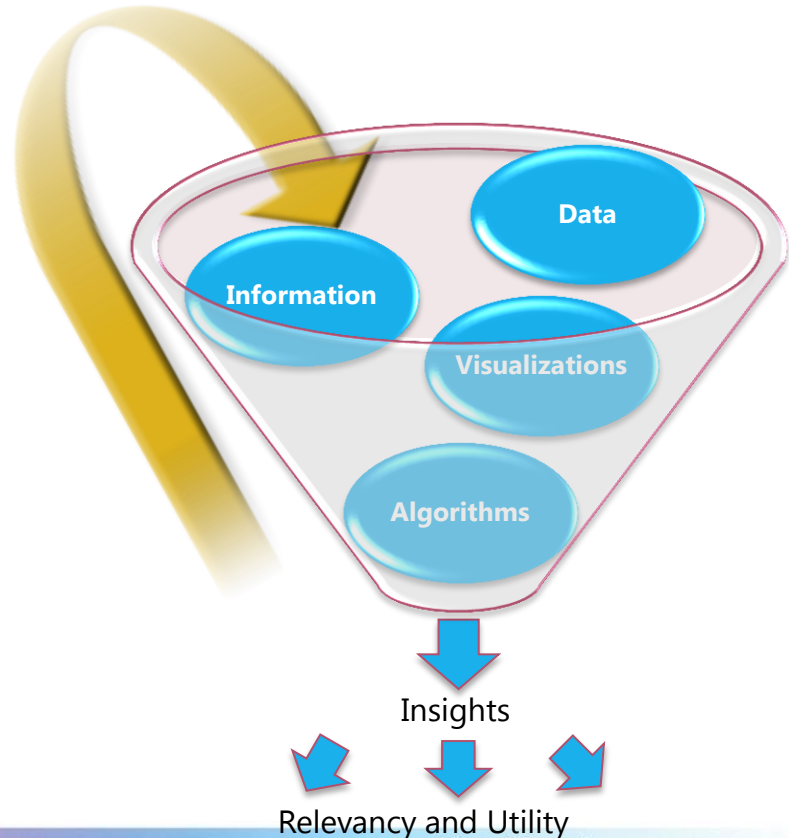 Data
Information
Visualizations
Algorithms
Insights
Relevancy and Utility